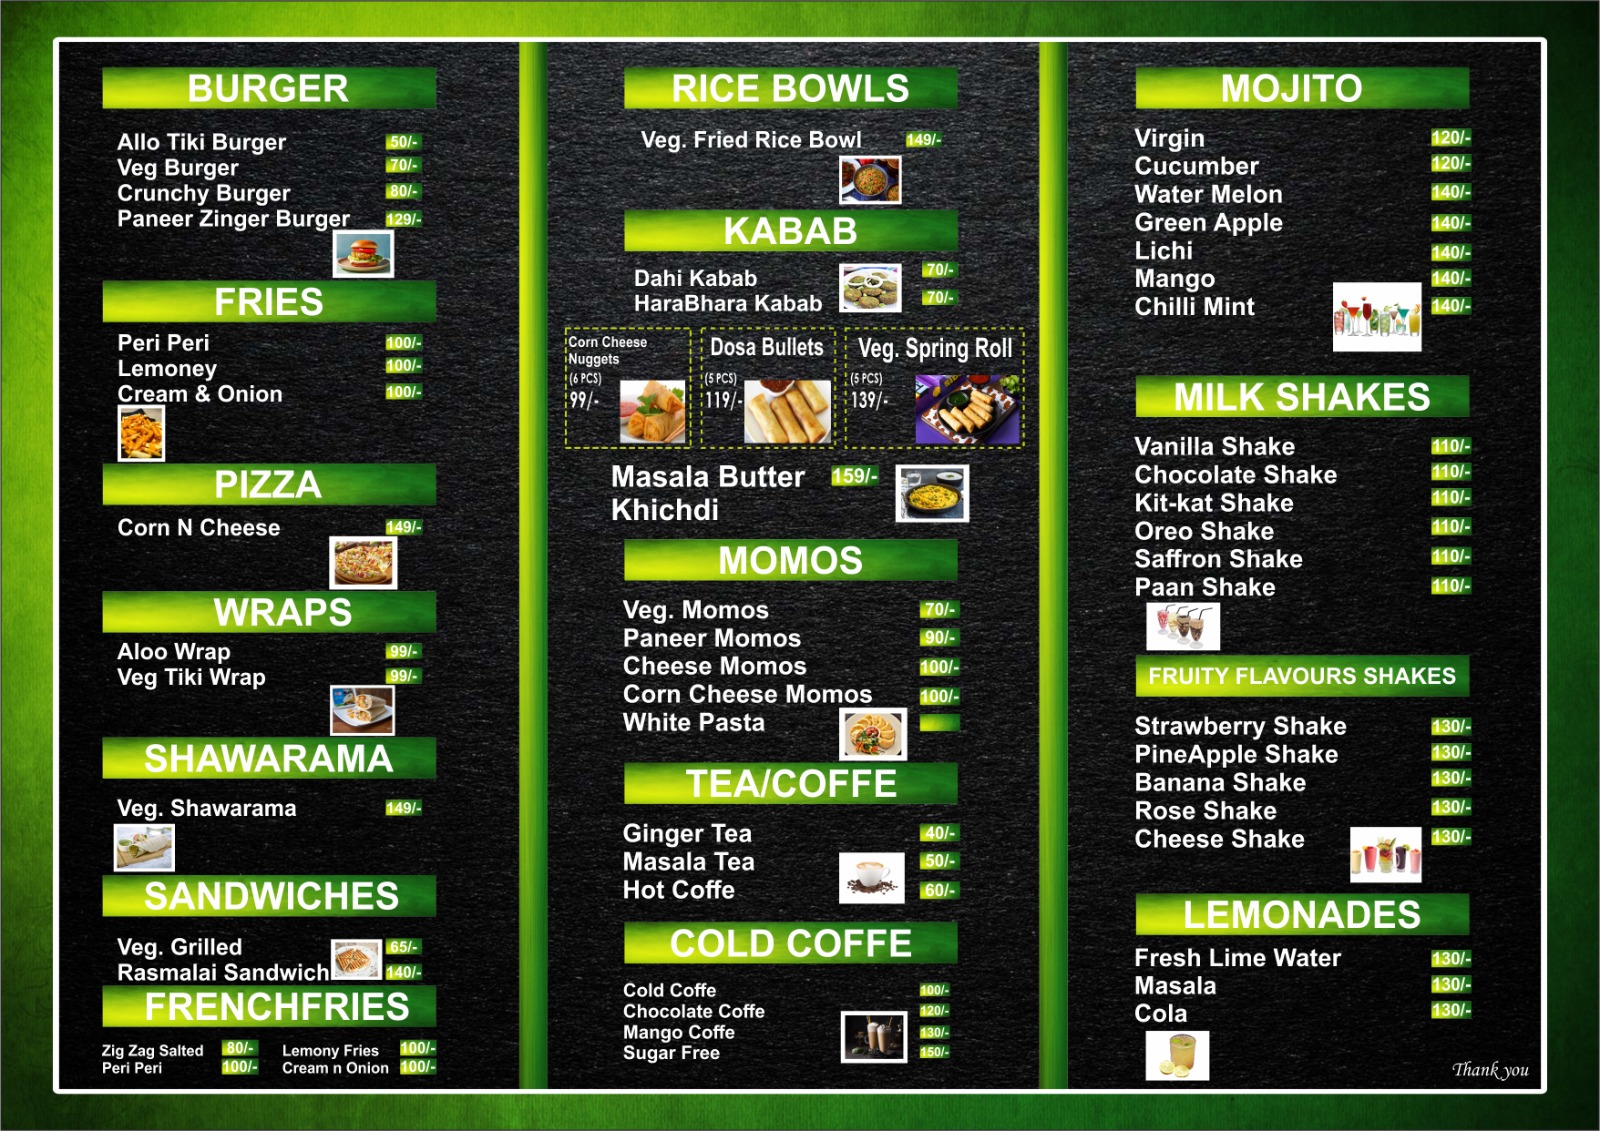 BURGER
Allo Tiki Burger 50/-
Veg Burger 70/-
Crunchy Burger 80/-
Paneer Zinger Burger 129/-
FRIES
Peri Peri 100/-
Lemoney 100/-
Cream & Onion 100/-
PIZZA
Corn N Cheese 149/-
WRAPS
Aloo Wrap 99/-
Veg Tiki Wrap 99/-
SHAWARAMA
Veg. Shawarama 149/-
SANDWICHES
Veg. Grilled 65/-
Rasmalai Sandwich 140/-
FRENCHFRIES
Zig Zag Salted 80/- Lemony Fries 100/-
Peri Peri 100/- Cream n Onion 100/-
RICE BOWLS
Veg. Fried Rice Bowl 149/-
KABAB
Dahi Kabab 70/-
HaraBhara Kabab 70/-
Corn Cheese
Nuggets
(6 PCS)
99/-
Dosa Bullets
(5 PCS)
119/-
Veg. Spring Roll
(5 PCS)
139/-
Masala Butter 159/-
Khichdi
MOMOS
Veg. Momos 70/-
Paneer Momos 90/-
Cheese Momos 100/-
Corn Cheese Momos 100/-
White Pasta
TEA/COFFE
Ginger Tea 40/-
Masala Tea 50/-
Hot Coffe 60/-
COLD COFFE
Cold Coffe 100/-
Chocolate Coffe 120/-
Mango Coffe 130/-
Sugar Free 150/-
MOJITO
Virgin 120/-
Cucumber 120/-
Water Melon 140/-
Green Apple 140/-
Lichi 140/-
Mango 140/-
Chilli Mint 140/-
MILK SHAKES
Vanilla Shake 110/-
Chocolate Shake 110/-
Kit-kat Shake 110/-
Oreo Shake 110/-
Saffron Shake 110/-
Paan Shake 110/-
FRUITY FLAVOURS SHAKES
Strawberry Shake 130/-
PineApple Shake 130/-
Banana Shake 130/-
Rose Shake 130/-
Cheese Shake 130/-
LEMONADES
Fresh Lime Water 130/-
Masala 130/-
Cola 130/-
Thank you